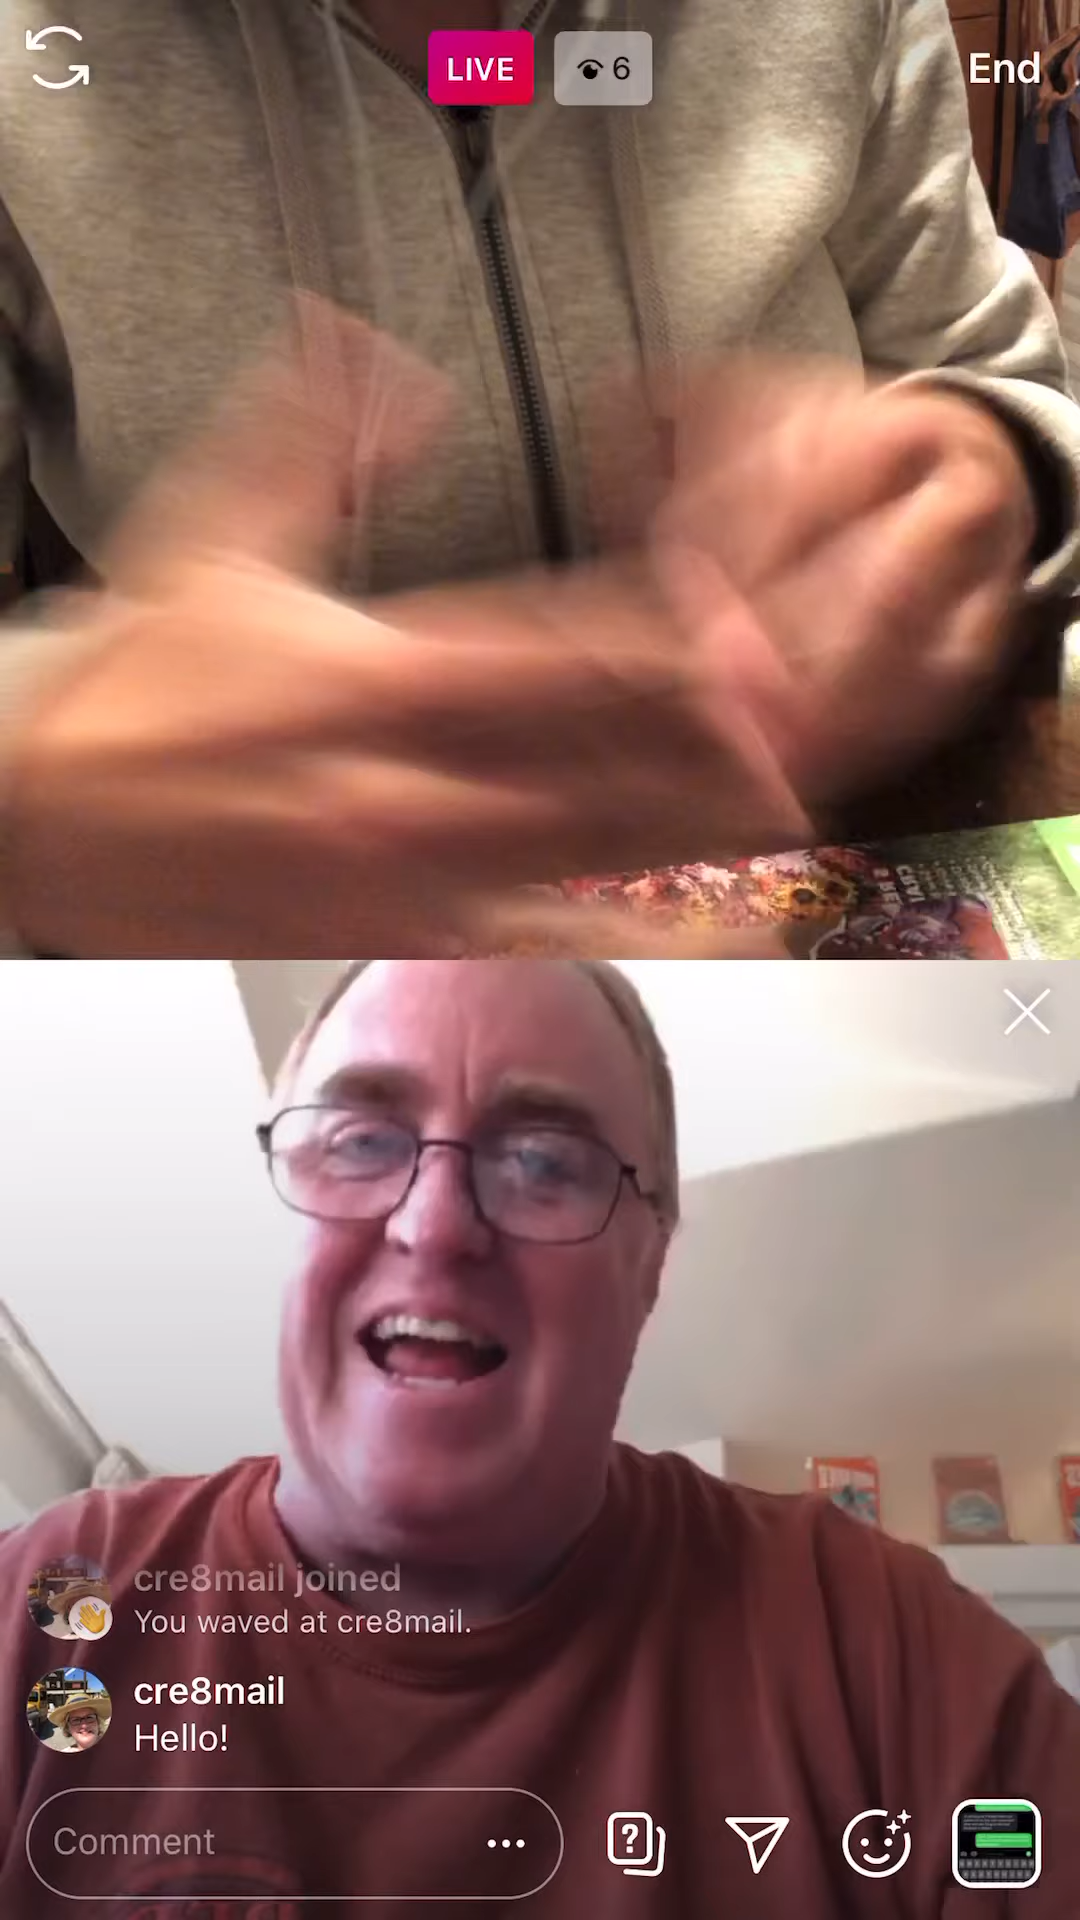 LIVE
6
End
cre8mail joined
You waved at cre8mail.
cre8mail
Hello!
Comment